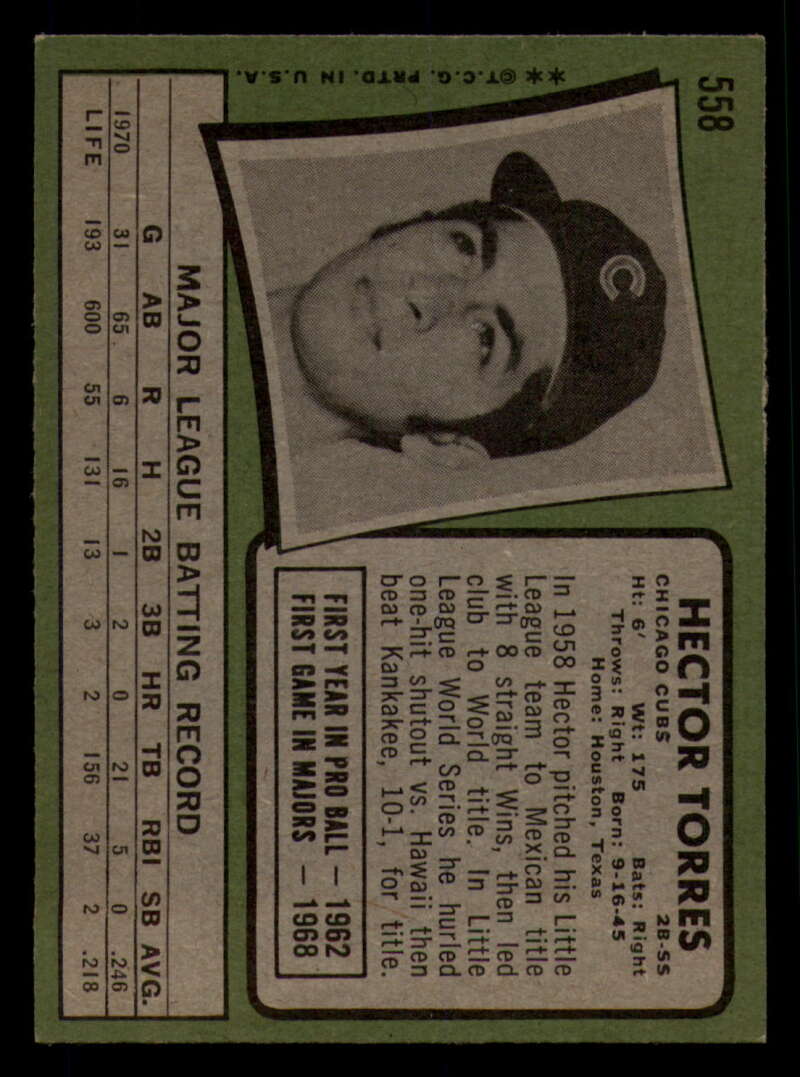 558
** ©T.C.G. PRTD. IN U.S.A.
C
HECTOR TORRES
CHICAGO CUBS 2B-SS
Ht: 6' Wt: 175 Bats: Right
Throws: Right Born: 9-16-45
Home: Houston, Texas
In 1958 Hector pitched his Little
League team to Mexican title
with 8 straight Wins, then led
club to World title. In Little
League World Series he hurled
one-hit shutout vs. Hawaii then
beat Kankakee, 10-1, for title.
FIRST YEAR IN PRO BALL — 1962
FIRST GAME IN MAJORS — 1968
MAJOR LEAGUE BATTING RECORD
G AB R H 2B 3B HR TB RBI SB AVG.
1970 31 65 6 16 1 2 0 21 5 0 .246
LIFE 193 600 55 131 13 3 2 156 37 2 .218